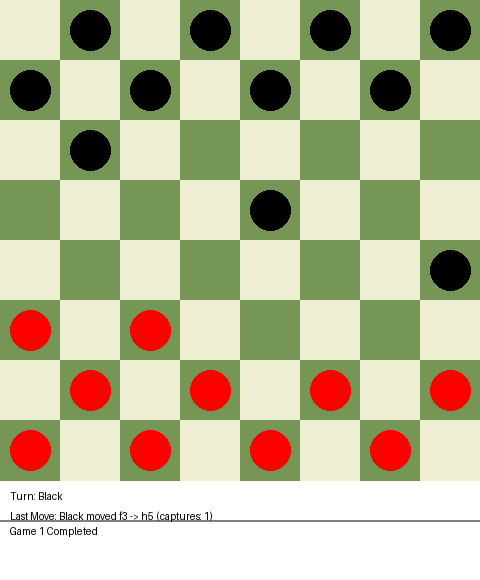 Turn: Black
Last Move: Black moved f3 -> h5 (captures: 1)
Game 1 Completed